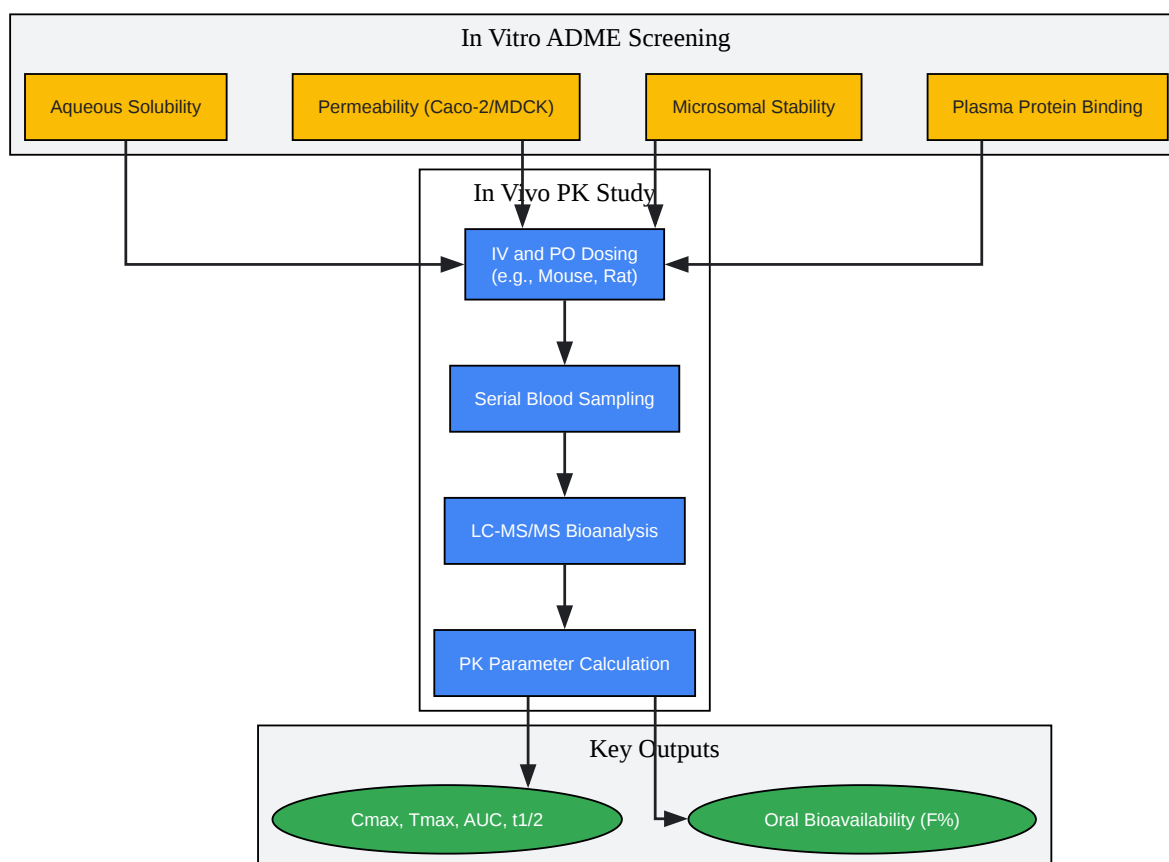 In Vitro ADME Screening
Aqueous Solubility
Permeability (Caco-2/MDCK)
Microsomal Stability
Plasma Protein Binding
In Vivo PK Study
IV and PO Dosing
(e.g., Mouse, Rat)
Serial Blood Sampling
LC-MS/MS Bioanalysis
PK Parameter Calculation
Key Outputs
Cmax, Tmax, AUC, t1/2
Oral Bioavailability (F%)